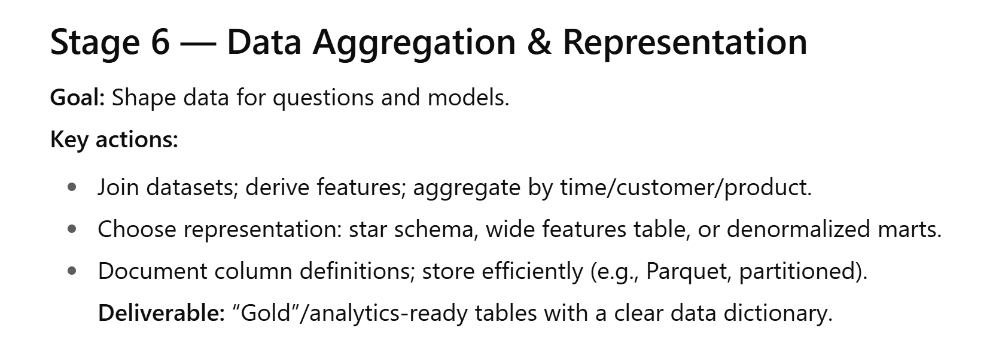 Stage 6 — Data Aggregation & Representation
Goal: Shape data for questions and models.
Key actions:
• Join datasets; derive features; aggregate by time/customer/product.
• Choose representation: star schema, wide features table, or denormalized marts.
• Document column definitions; store efficiently (e.g., Parquet, partitioned).
Deliverable: “Gold”/analytics-ready tables with a clear data dictionary.